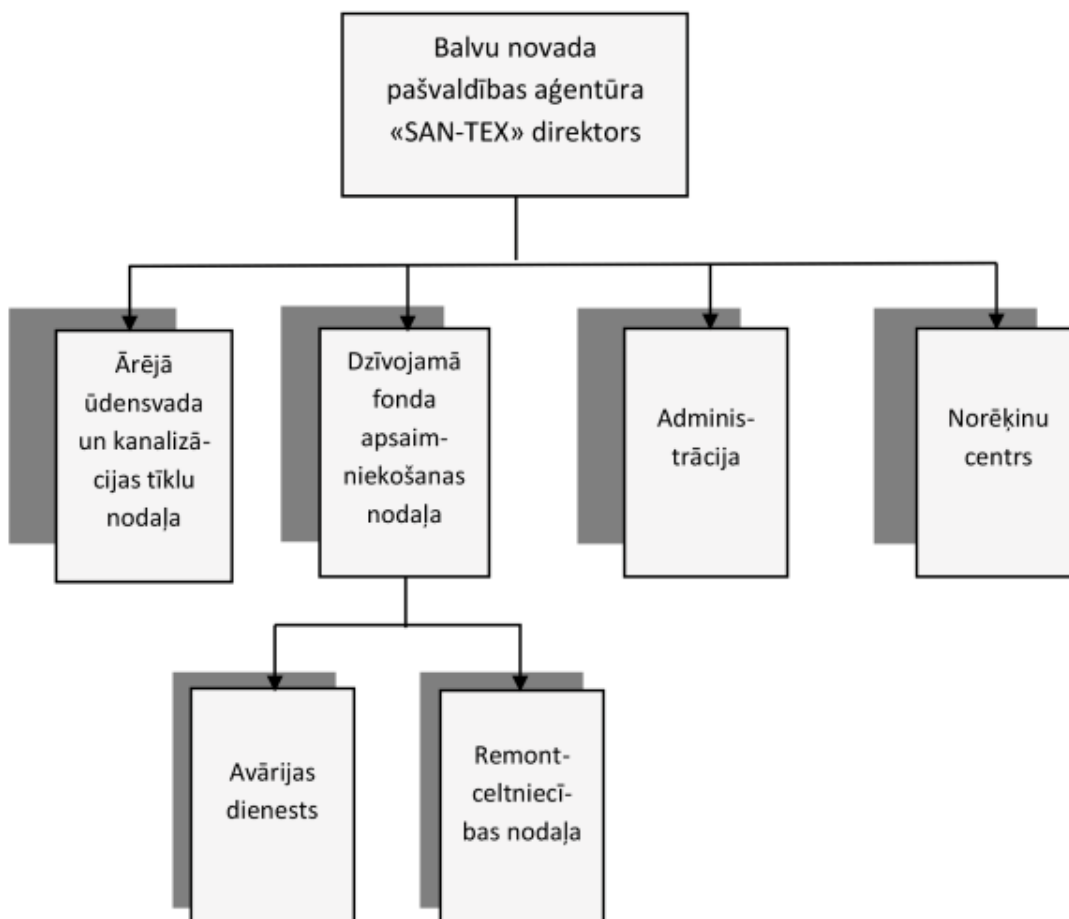 Balvu novada
pašvaldības aģentūra
«SAN-TEX» direktors
Ārējā
ūdensvada
un kanalizā-
cijas tīklu
nodaļa
Dzīvojamā
fonda
apsaim-
niekošanas
nodaļa
Adminis-
trācija
Norēķinu
centrs
Avārijas
dienests
Remont-
celtniecī-
bas nodaļa